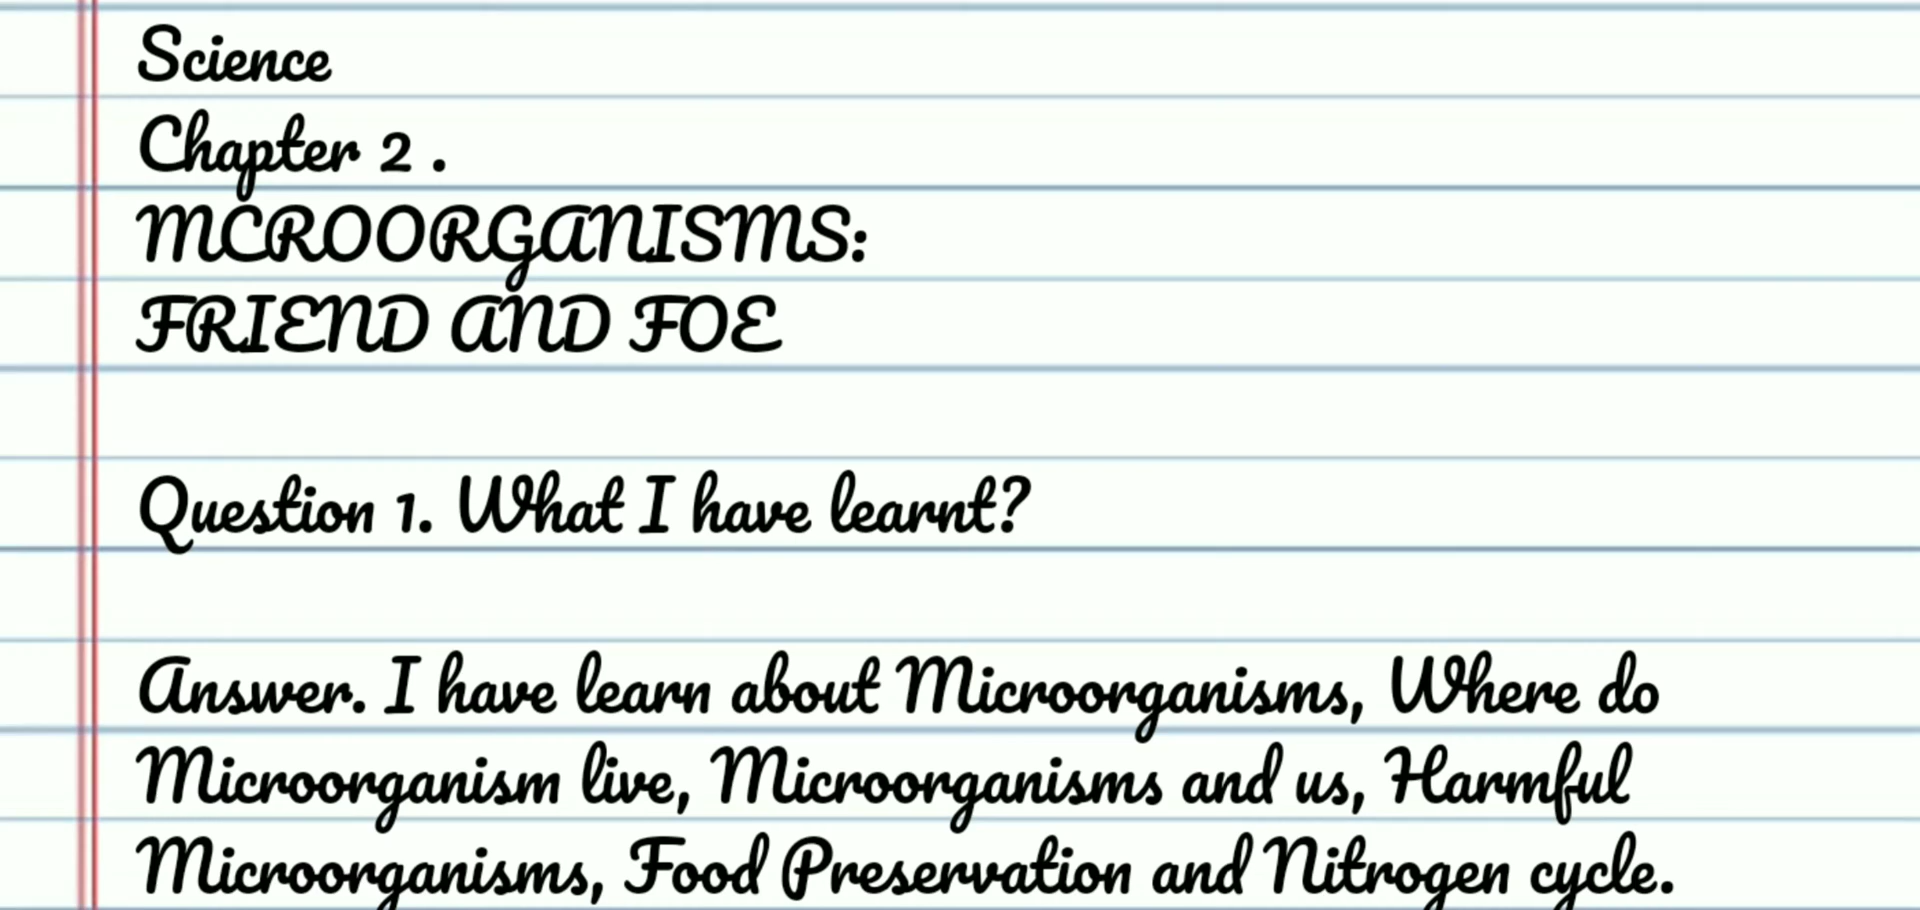 Science
Chapter 2 .
MCROORGANISMS:
FRIEND AND FOE
Question 1. What I have learnt?
Answer. I have learn about Microorganisms, Where do
Microorganism live, Microorganisms and us, Harmful
Microorganisms, Food Preservation and Nitrogen cycle.